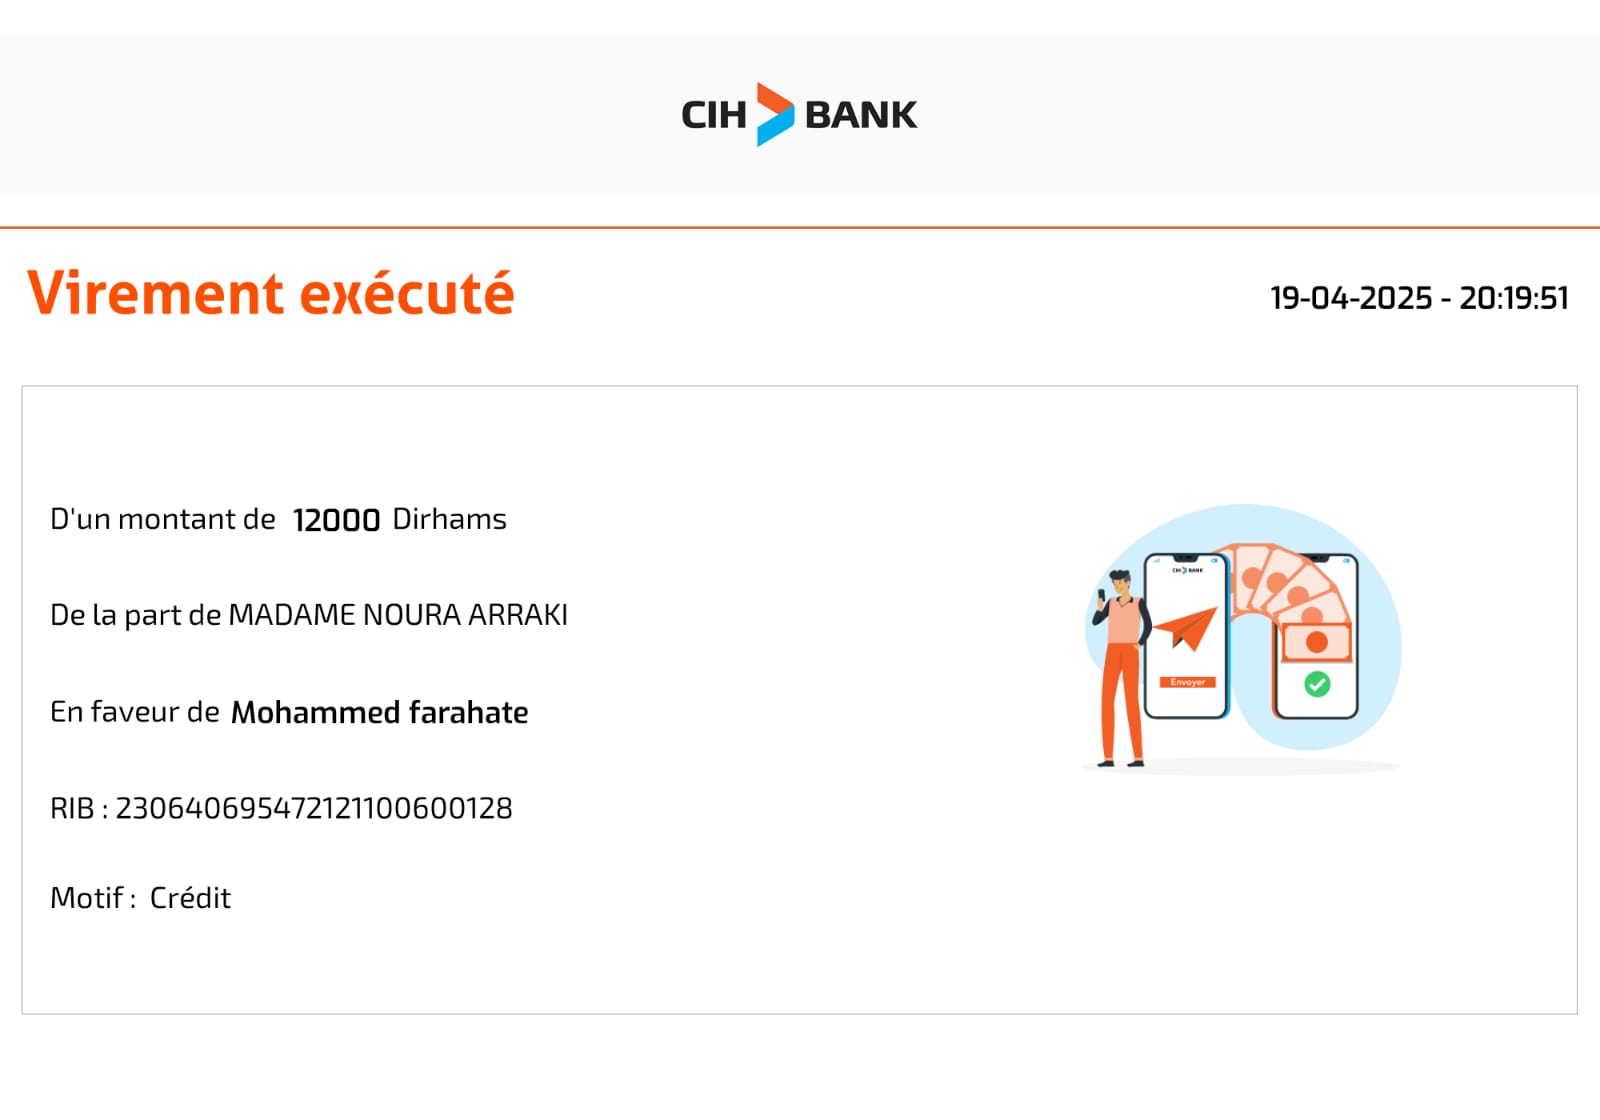 CIH BANK
Virement exécuté
19-04-2025 - 20:19:51
D'un montant de 12000 Dirhams
De la part de MADAME NOURA ARRAKI
En faveur de Mohammed farahate
RIB : 230640695472121100600128
Motif : Crédit
CIH BANK
Envoyer